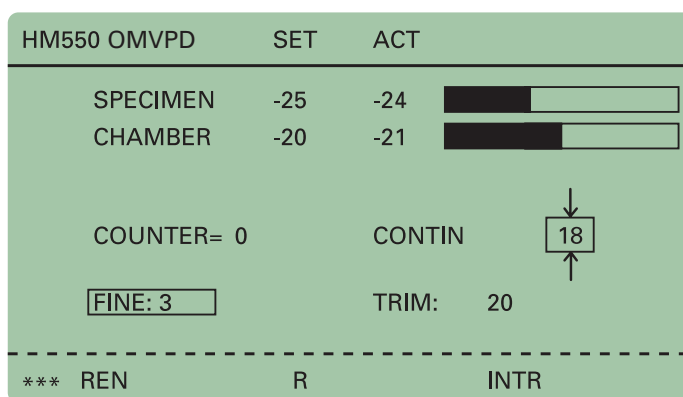 HM550 OMVPD SET ACT
SPECIMEN -25 -24
CHAMBER -20 -21
COUNTER= 0 CONTIN 18
FINE: 3 TRIM: 20
*** REN R INTR